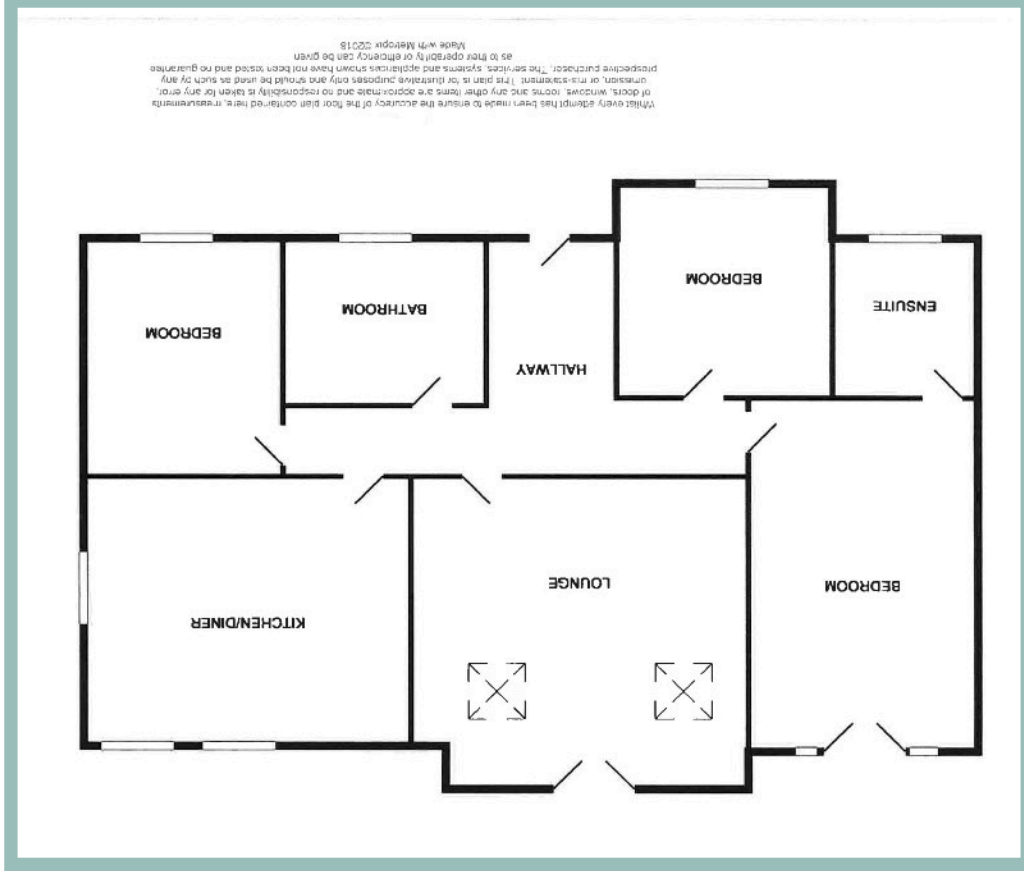 BEDROOM
LOUNGE
KITCHEN/DINER
HALLWAY
ENSUITE
BEDROOM
BATHROOM
BEDROOM
Whilst every attempt has been made to ensure the accuracy of the floor plan contained here, measurements
of doors, windows, rooms and any other items are approximate and no responsibility is taken for any error,
omission, or mis-statement. This plan is for illustrative purposes only and should be used as such by any
prospective purchaser. The services, systems and appliances shown have not been tested and no guarantee
as to their operability or efficiency can be given
Made with Metropix ©2018